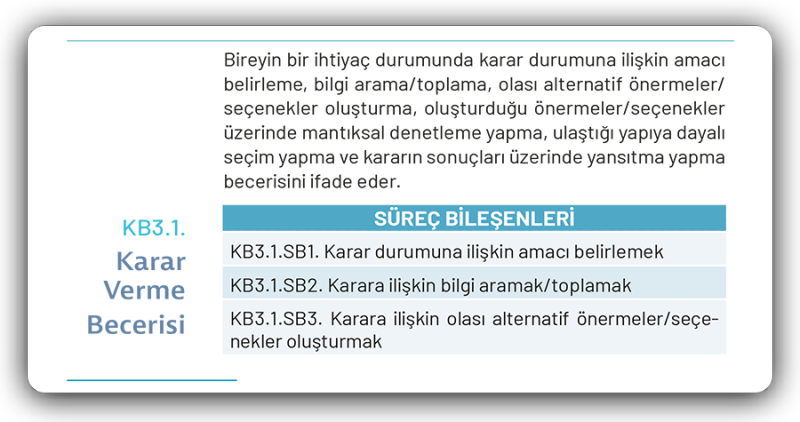 Bireyin bir ihtiyaç durumunda karar durumuna ilişkin amacı
belirleme, bilgi arama/toplama, olası alternatif önermeler/
seçenekler oluşturma, oluşturduğu önermeler/seçenekler
üzerinde mantıksal denetleme yapma, ulaştığı yapıya dayalı
seçim yapma ve kararın sonuçları üzerinde yansıtma yapma
becerisini ifade eder.
KB3.1.
Karar
Verme
Becerisi
SÜREÇ BİLEŞENLERİ
KB3.1.SB1. Karar durumuna ilişkin amacı belirlemek
KB3.1.SB2. Karara ilişkin bilgi aramak/toplamak
KB3.1.SB3. Karara ilişkin olası alternatif önermeler/seçe-
nekler oluşturmak